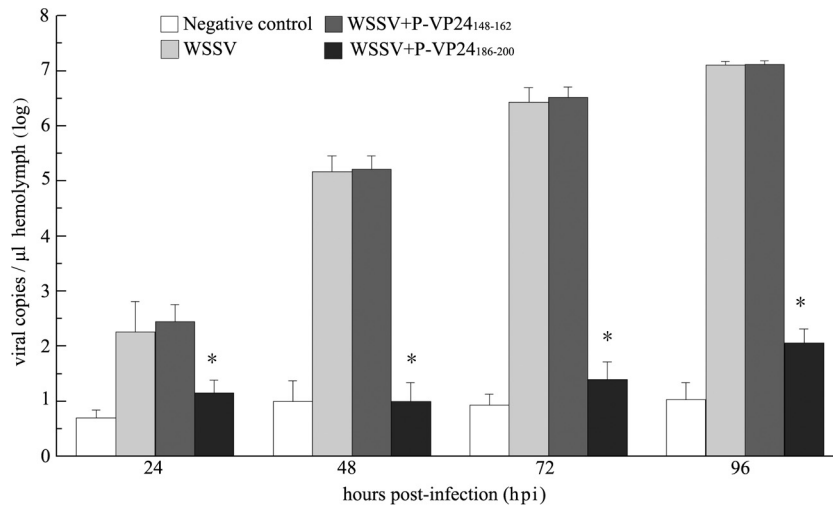 Negative control
WSSV
WSSV+P-VP24148-162
WSSV+P-VP24186-200
viral copies / μl hemolymph (log)
8
7
6
5
4
3
2
1
0
*
*
*
*
24
48
72
96
hours post-infection (hpi)